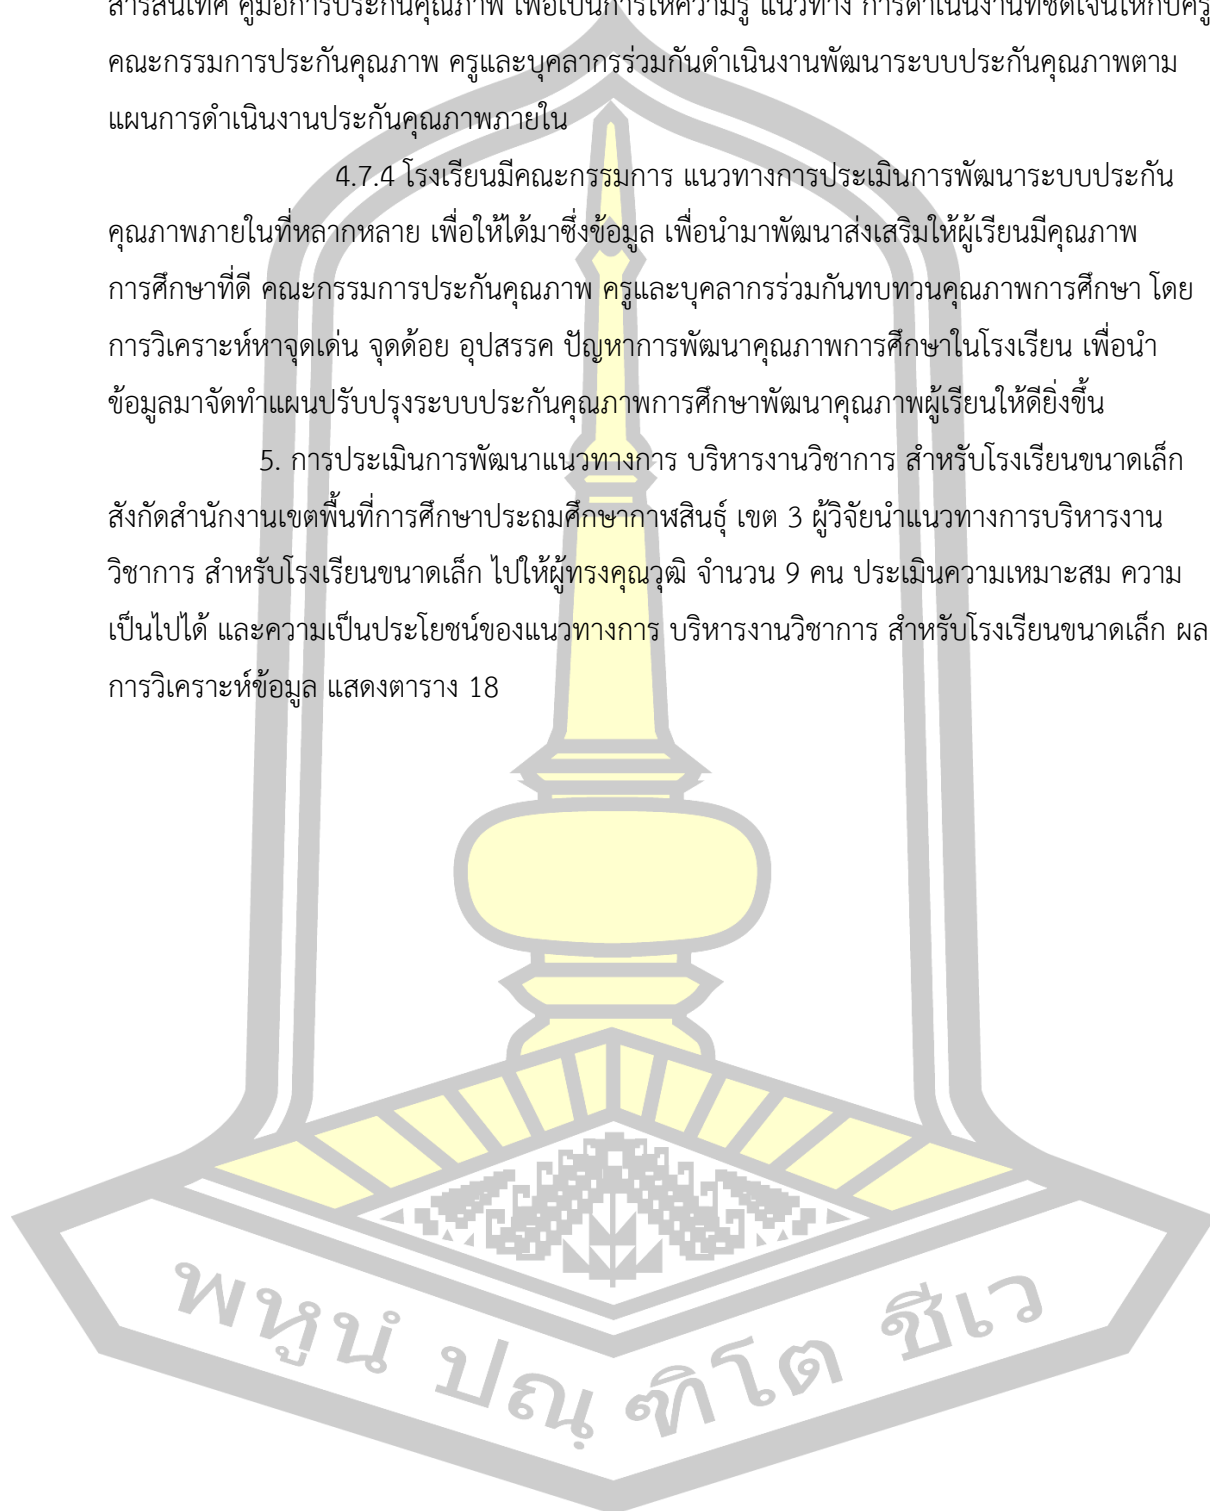 สารสนเทศ คู่มือการประกันคุณภาพ เพื่อเป็นการให้ความรู้ แนวทาง การดำเนินงานที่ชัดเจนให้กับครู
คณะกรรมการประกันคุณภาพ ครูและบุคลากรร่วมกันดำเนินงานพัฒนาระบบประกันคุณภาพตาม
แผนการดำเนินงานประกันคุณภาพภายใน
4.7.4 โรงเรียนมีคณะกรรมการ แนวทางการประเมินการพัฒนาระบบประกัน
คุณภาพภายในที่หลากหลาย เพื่อให้ได้มาซึ่งข้อมูล เพื่อนำมาพัฒนาส่งเสริมให้ผู้เรียนมีคุณภาพ
การศึกษาที่ดี คณะกรรมการประกันคุณภาพ ครูและบุคลากรร่วมกันทบทวนคุณภาพการศึกษา โดย
การวิเคราะห์หาจุดเด่น จุดด้อย อุปสรรค ปัญหาการพัฒนาคุณภาพการศึกษาในโรงเรียน เพื่อนำ
ข้อมูลมาจัดทำแผนปรับปรุงระบบประกันคุณภาพการศึกษาพัฒนาคุณภาพผู้เรียนให้ดียิ่งขึ้น
5. การประเมินการพัฒนาแนวทางการ บริหารงานวิชาการ สำหรับโรงเรียนขนาดเล็ก
สังกัดสำนักงานเขตพื้นที่การศึกษาประถมศึกษากาฬสินธุ์ เขต 3 ผู้วิจัยนำแนวทางการบริหารงาน
วิชาการ สำหรับโรงเรียนขนาดเล็ก ไปให้ผู้ทรงคุณวุฒิ จำนวน 9 คน ประเมินความเหมาะสม ความ
เป็นไปได้ และความเป็นประโยชน์ของแนวทางการ บริหารงานวิชาการ สำหรับโรงเรียนขนาดเล็ก ผล
การวิเคราะห์ข้อมูล แสดงตาราง 18
พหูนํ ปณฺ ฑิโต ชีเว